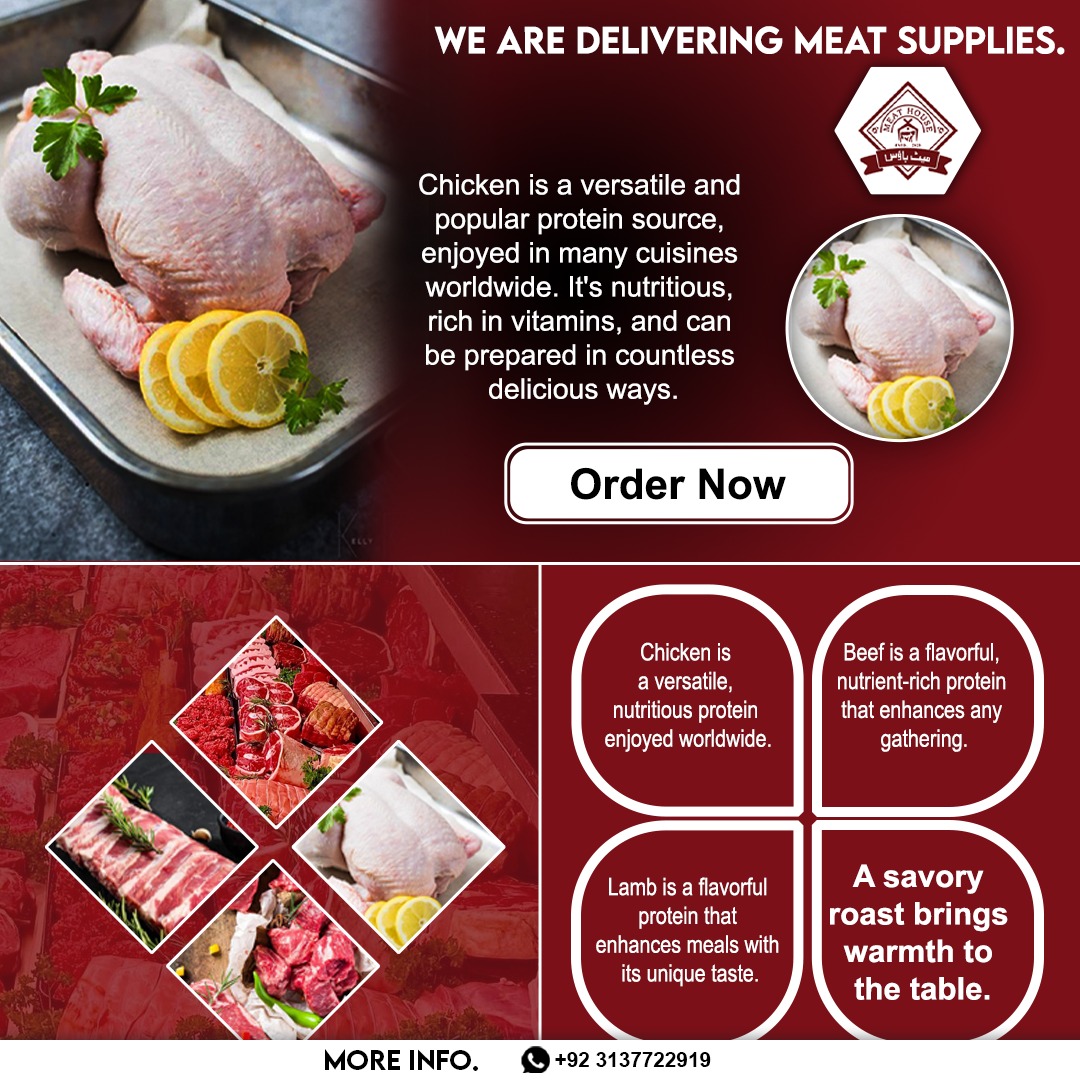 WE ARE DELIVERING MEAT SUPPLIES.
MEAT HOUSE
میٹ ہاؤس
Chicken is a versatile and
popular protein source,
enjoyed in many cuisines
worldwide. It's nutritious,
rich in vitamins, and can
be prepared in countless
delicious ways.
Order Now
KELLY
Chicken is
a versatile,
nutritious protein
enjoyed worldwide.
Beef is a flavorful,
nutrient-rich protein
that enhances any
gathering.
Lamb is a flavorful
protein that
enhances meals with
its unique taste.
A savory
roast brings
warmth to
the table.
MORE INFO.
+92 3137722919